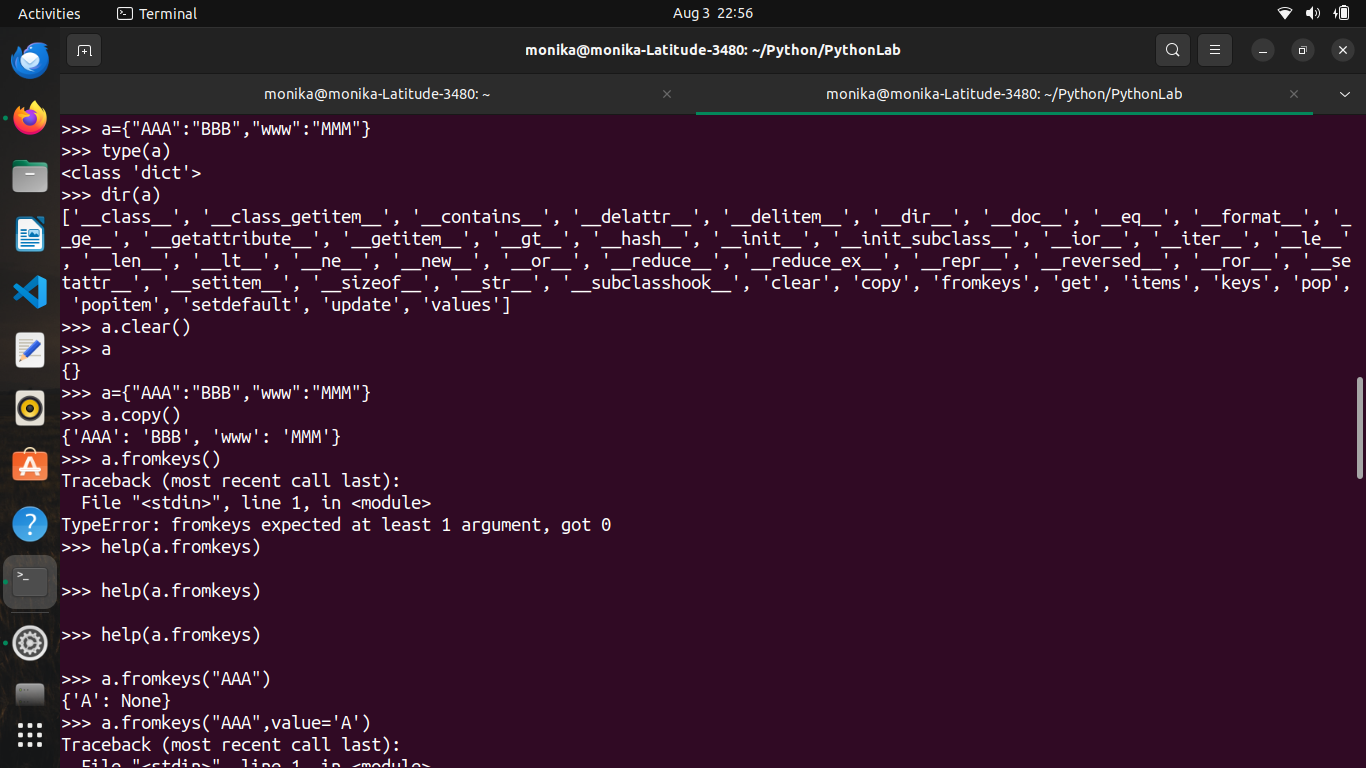 Activities
Terminal
Aug 3 22:56
monika@monika-Latitude-3480: ~/Python/PythonLab
monika@monika-Latitude-3480: ~
monika@monika-Latitude-3480: ~/Python/PythonLab
>>> a={"AAA":"BBB","www":"MMM"}
>>> type(a)
<class 'dict'>
>>> dir(a)
['__class__', '__class_getitem__', '__contains__', '__delattr__', '__delitem__', '__dir__', '__doc__', '__eq__', '__format__', '_
_ge__', '__getattribute__', '__getitem__', '__gt__', '__hash__', '__init__', '__init_subclass__', '__ior__', '__iter__', '__le__'
, '__len__', '__lt__', '__ne__', '__new__', '__or__', '__reduce__', '__reduce_ex__', '__repr__', '__reversed__', '__ror__', '__se
tattr__', '__setitem__', '__sizeof__', '__str__', '__subclasshook__', 'clear', 'copy', 'fromkeys', 'get', 'items', 'keys', 'pop',
 'popitem', 'setdefault', 'update', 'values']
>>> a.clear()
>>> a
{}
>>> a={"AAA":"BBB","www":"MMM"}
>>> a.copy()
{'AAA': 'BBB', 'www': 'MMM'}
>>> a.fromkeys()
Traceback (most recent call last):
  File "<stdin>", line 1, in <module>
TypeError: fromkeys expected at least 1 argument, got 0
>>> help(a.fromkeys)
>>> help(a.fromkeys)
>>> help(a.fromkeys)
>>> a.fromkeys("AAA")
{'A': None}
>>> a.fromkeys("AAA",value='A')
Traceback (most recent call last):
  File "<stdin>", line 1, in <module>